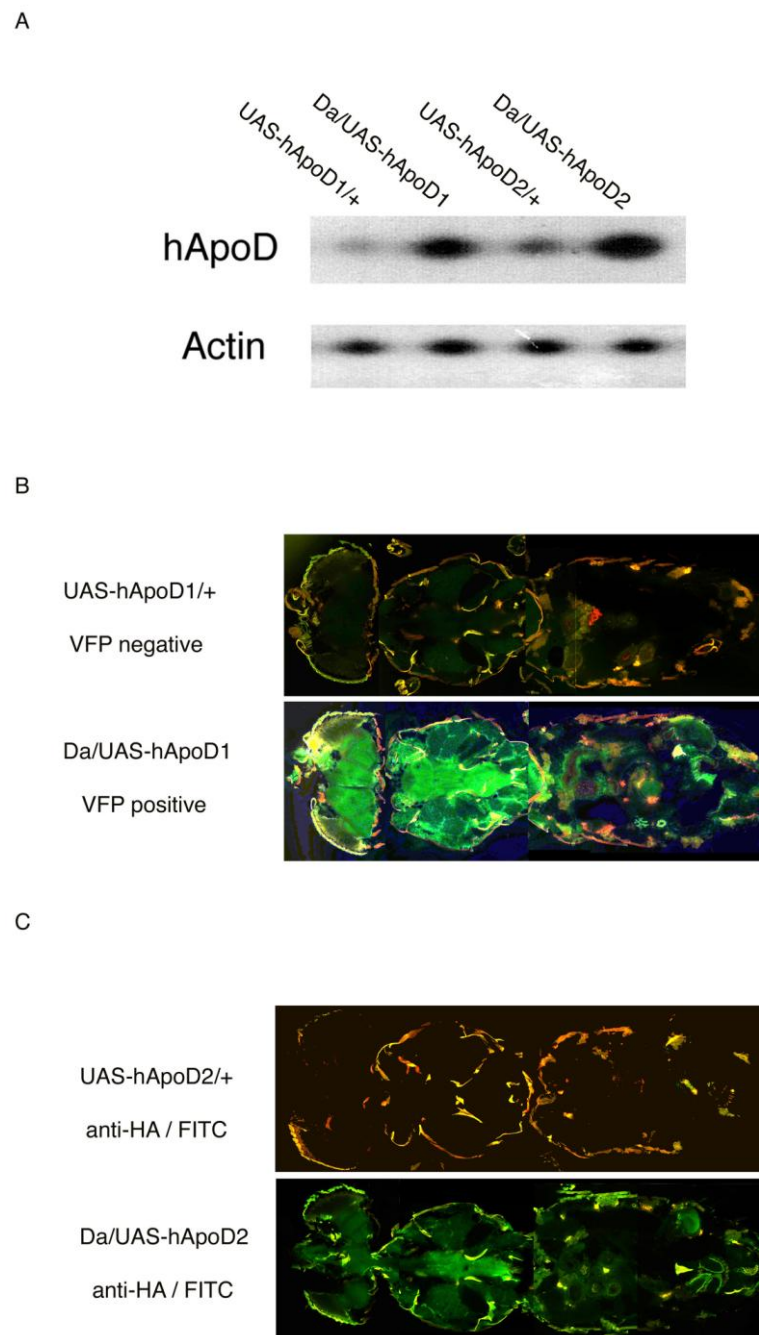 A
UAS-hApoD1/+
Da/UAS-hApoD1
UAS-hApoD2/+
Da/UAS-hApoD2
hApoD
Actin
B
UAS-hApoD1/+
VFP negative
Da/UAS-hApoD1
VFP positive
C
UAS-hApoD2/+
anti-HA / FITC
Da/UAS-hApoD2
anti-HA / FITC